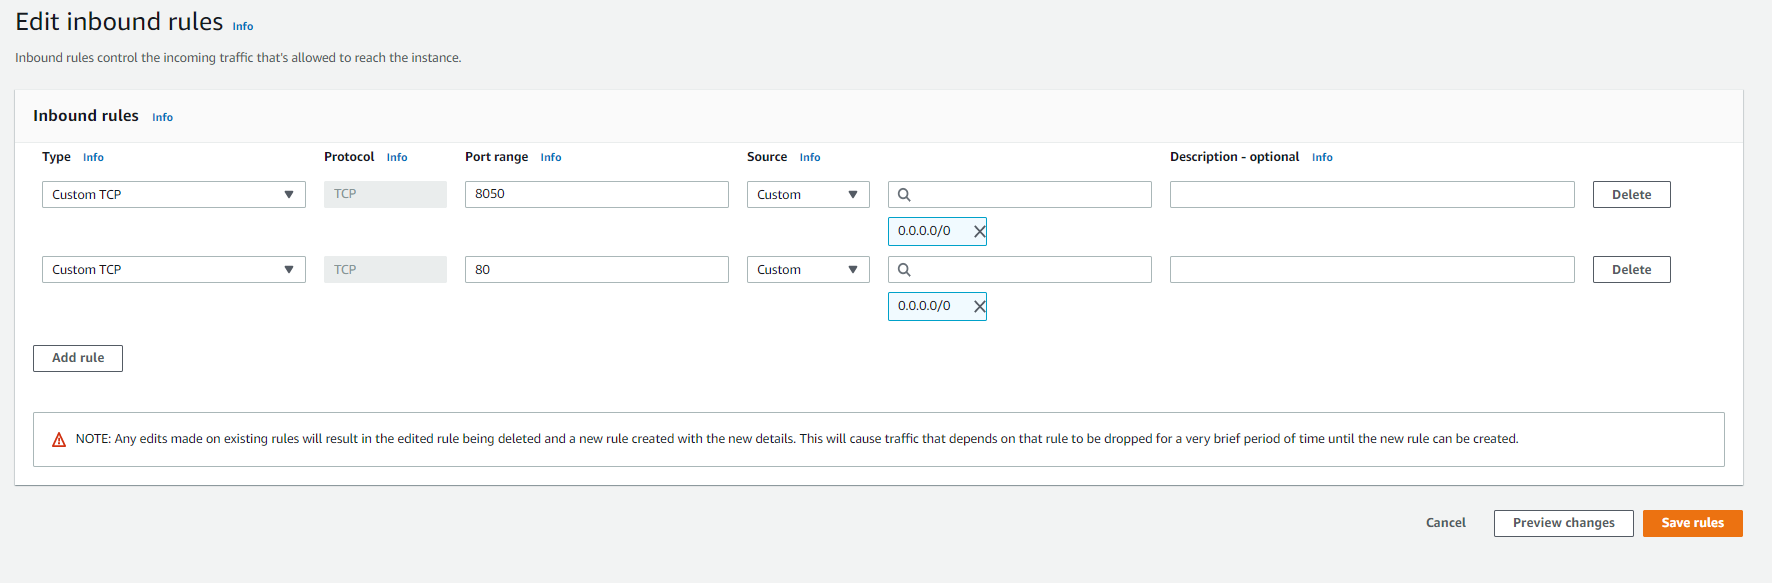 Edit inbound rules Info
Inbound rules control the incoming traffic that's allowed to reach the instance.
Inbound rules Info
Type Info Protocol Info Port range Info Source Info Description - optional Info
Custom TCP TCP 8050 Custom Delete
0.0.0.0/0
Custom TCP TCP 80 Custom Delete
0.0.0.0/0
Add rule
NOTE: Any edits made on existing rules will result in the edited rule being deleted and a new rule created with the new details. This will cause traffic that depends on that rule to be dropped for a very brief period of time until the new rule can be created.
Cancel Preview changes Save rules